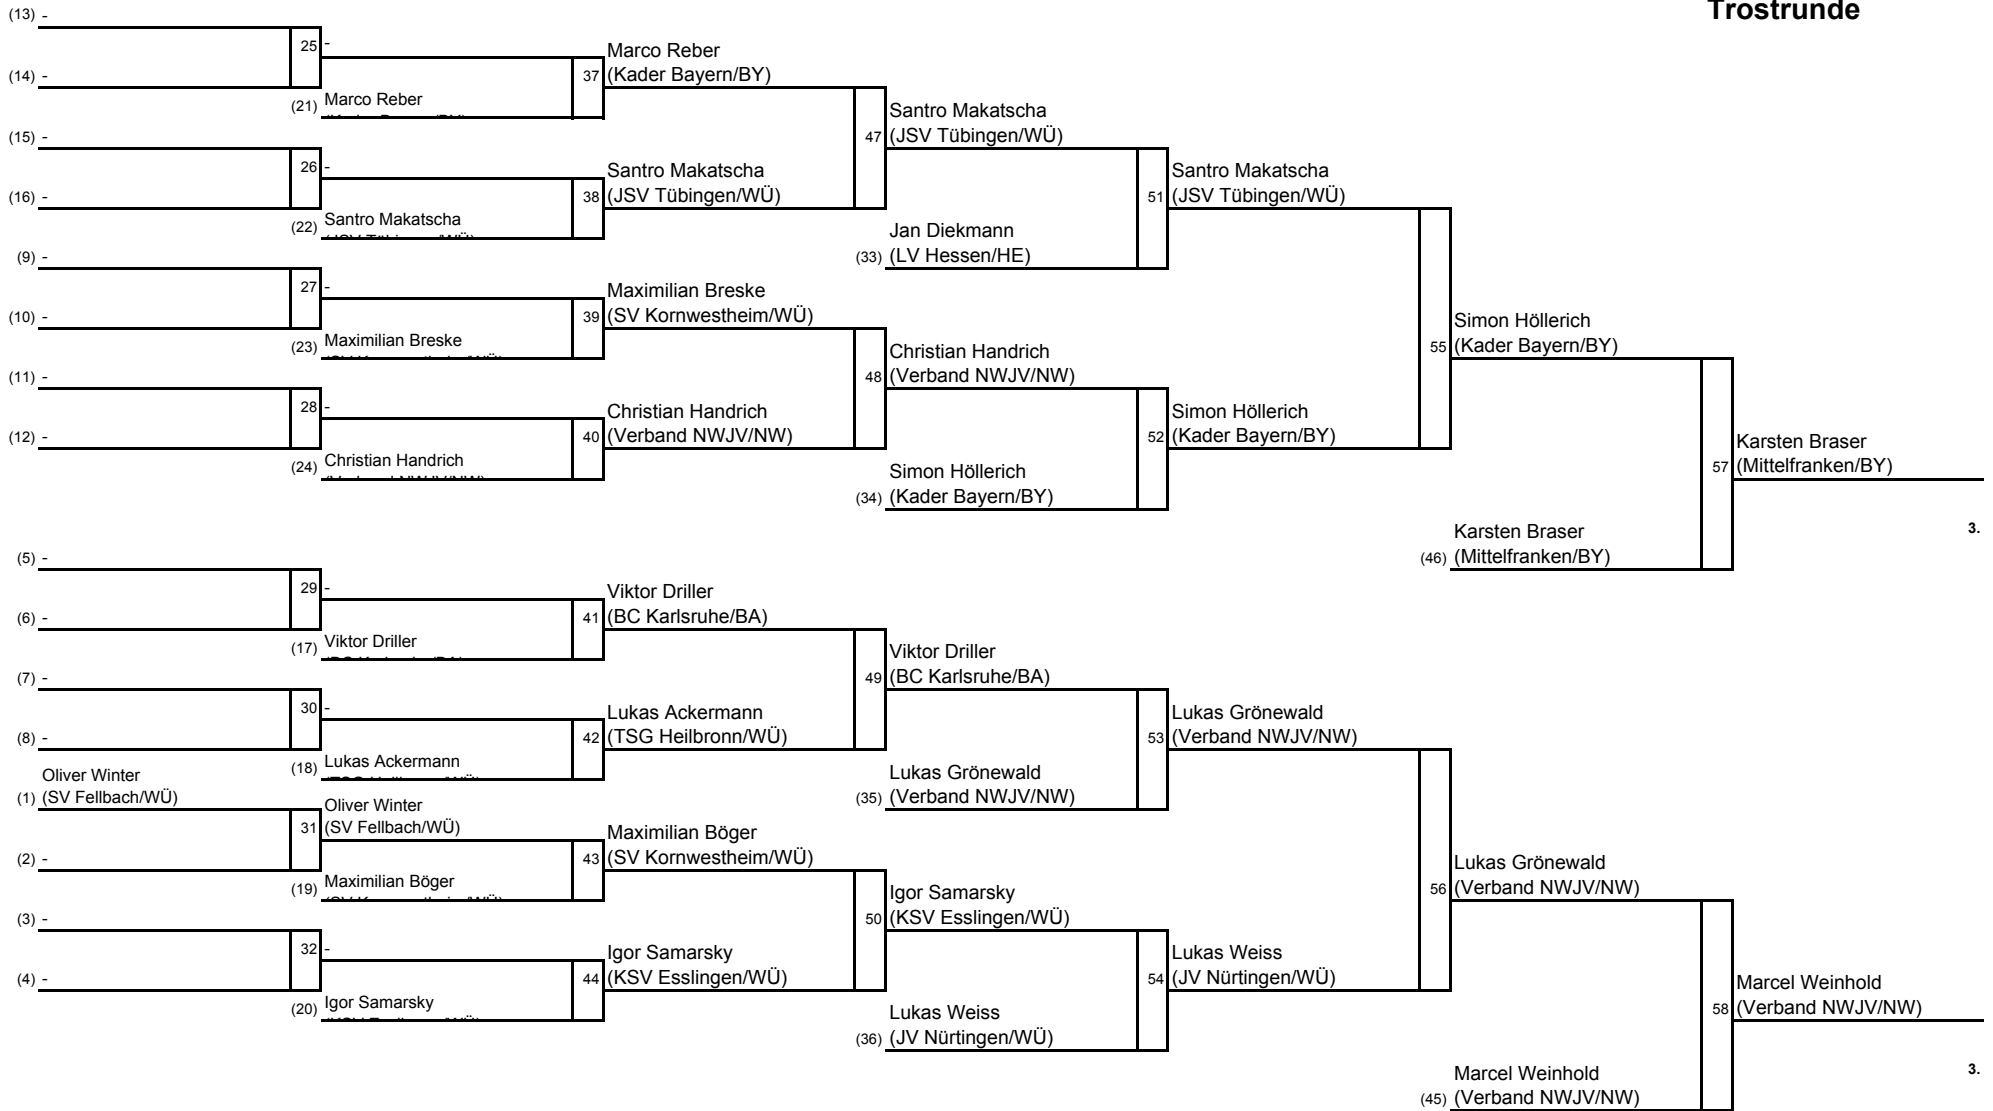 Trostrunde
(13) -
25 -
(14) -
(21) Marco Reber
37 Marco Reber
(Kader Bayern/BY)
(15) -
26 -
(16) -
(22) Santro Makatscha
38 Santro Makatscha
(JSV Tübingen/WÜ)
47 Santro Makatscha
(JSV Tübingen/WÜ)
(33) Jan Diekmann
(LV Hessen/HE)
51 Santro Makatscha
(JSV Tübingen/WÜ)
(9) -
27 -
(10) -
(23) Maximilian Breske
39 Maximilian Breske
(SV Kornwestheim/WÜ)
(11) -
28 -
(12) -
(24) Christian Handrich
40 Christian Handrich
(Verband NWJV/NW)
48 Christian Handrich
(Verband NWJV/NW)
(34) Simon Höllerich
(Kader Bayern/BY)
52 Simon Höllerich
(Kader Bayern/BY)
55 Simon Höllerich
(Kader Bayern/BY)
(46) Karsten Braser
(Mittelfranken/BY)
57 Karsten Braser
(Mittelfranken/BY)
3.
(5) -
29 -
(6) -
(17) Viktor Driller
41 Viktor Driller
(BC Karlsruhe/BA)
(7) -
30 -
(8) -
(18) Lukas Ackermann
42 Lukas Ackermann
(TSG Heilbronn/WÜ)
49 Viktor Driller
(BC Karlsruhe/BA)
(35) Lukas Grönewald
(Verband NWJV/NW)
53 Lukas Grönewald
(Verband NWJV/NW)
Oliver Winter
(1) (SV Fellbach/WÜ)
31 Oliver Winter
(SV Fellbach/WÜ)
(2) -
(19) Maximilian Böger
43 Maximilian Böger
(SV Kornwestheim/WÜ)
(3) -
32 -
(4) -
(20) Igor Samarsky
44 Igor Samarsky
(KSV Esslingen/WÜ)
50 Igor Samarsky
(KSV Esslingen/WÜ)
(36) Lukas Weiss
(JV Nürtingen/WÜ)
54 Lukas Weiss
(JV Nürtingen/WÜ)
56 Lukas Grönewald
(Verband NWJV/NW)
(45) Marcel Weinhold
(Verband NWJV/NW)
58 Marcel Weinhold
(Verband NWJV/NW)
3.